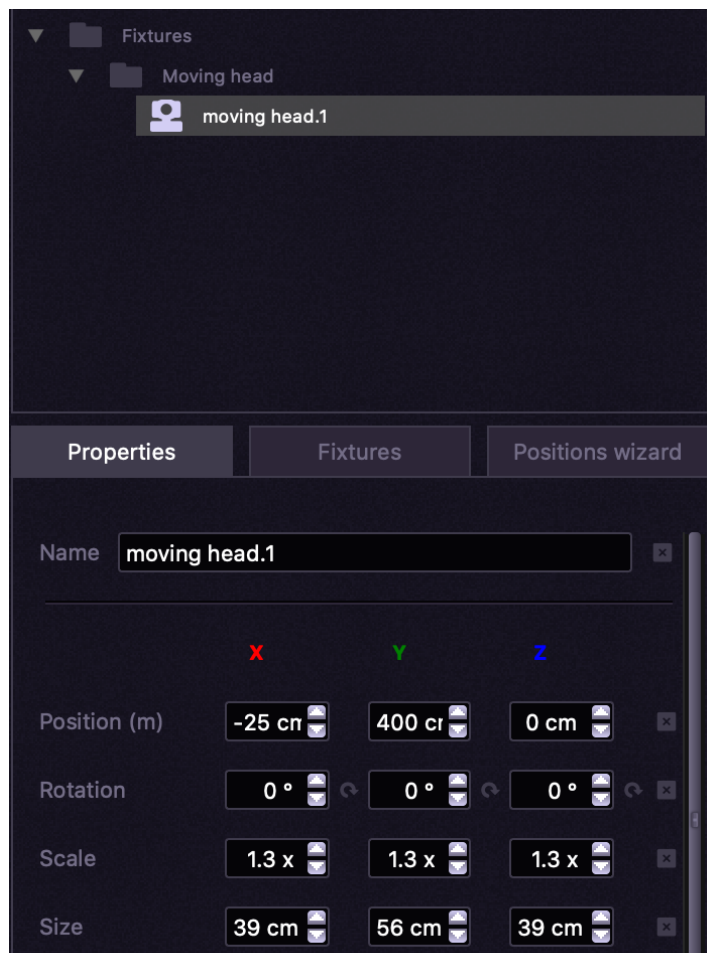 Fixtures
Moving head
moving head.1
Properties Fixtures Positions wizard
Name moving head.1
X Y Z
Position (m) -25 cm 400 cm 0 cm
Rotation 0 ° 0 ° 0 °
Scale 1.3 x 1.3 x 1.3 x
Size 39 cm 56 cm 39 cm